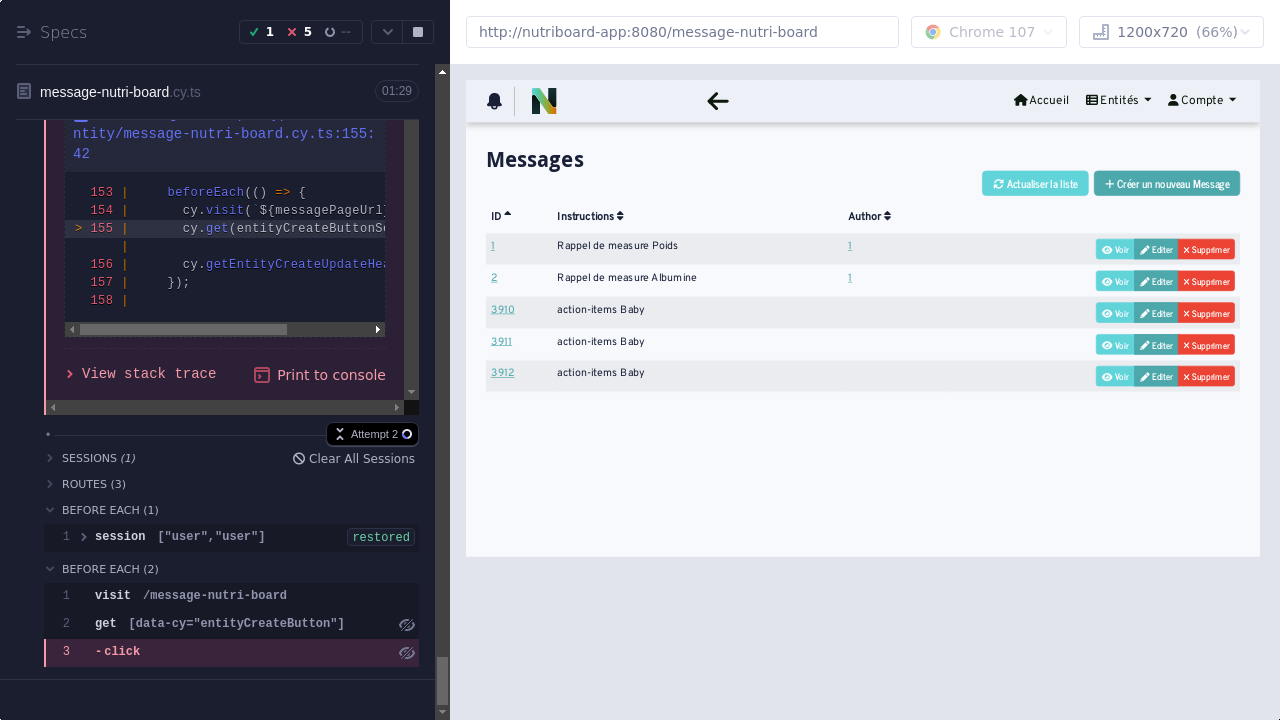 Specs
1
5
--
message-nutri-board.cy.ts
01:29
ntity/message-nutri-board.cy.ts:155:
42
153 | beforeEach(() => {
154 | cy.visit(`${messagePageUrl}
> 155 | cy.get(entityCreateButtonSe
|
156 | cy.getEntityCreateUpdateHea
157 | });
158 |
View stack trace
Print to console
Attempt 2
SESSIONS (1)
Clear All Sessions
ROUTES (3)
BEFORE EACH (1)
1 session ["user","user"] restored
BEFORE EACH (2)
1 visit /message-nutri-board
2 get [data-cy="entityCreateButton"]
3 -click
http://nutriboard-app:8080/message-nutri-board
Chrome 107
1200x720 (66%)
N
Accueil
Entités
Compte
Messages
Actualiser la liste
Créer un nouveau Message
ID Instructions Author
1 Rappel de measure Poids 1 Voir Editer Supprimer
2 Rappel de measure Albumine 1 Voir Editer Supprimer
3910 action-items Baby Voir Editer Supprimer
3911 action-items Baby Voir Editer Supprimer
3912 action-items Baby Voir Editer Supprimer